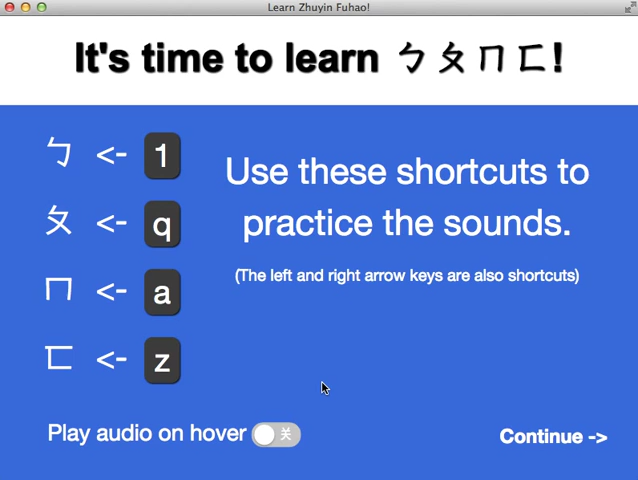 Learn Zhuyin Fuhao!
It's time to learn ㄅㄆㄇㄈ!
ㄅ <- 1
ㄆ <- q
ㄇ <- a
ㄈ <- z
Use these shortcuts to
practice the sounds.
(The left and right arrow keys are also shortcuts)
Play audio on hover 关
Continue ->